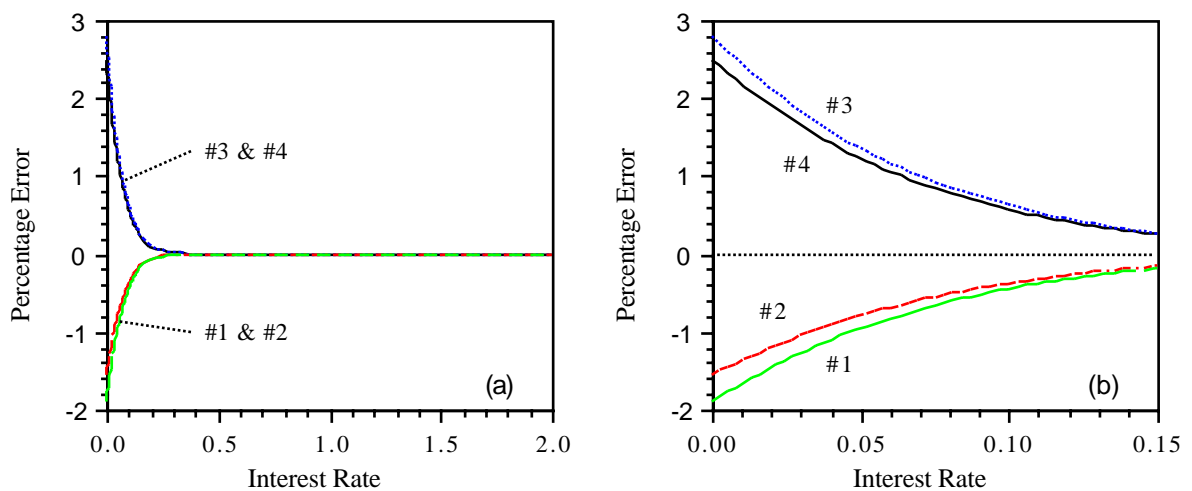 Percentage Error
3
2
1
0
-1
-2
#3 & #4
#1 & #2
(a)
0.0 0.5 1.0 1.5 2.0
Interest Rate
Percentage Error
3
2
1
0
-1
-2
#3
#4
#2
#1
(b)
0.00 0.05 0.10 0.15
Interest Rate